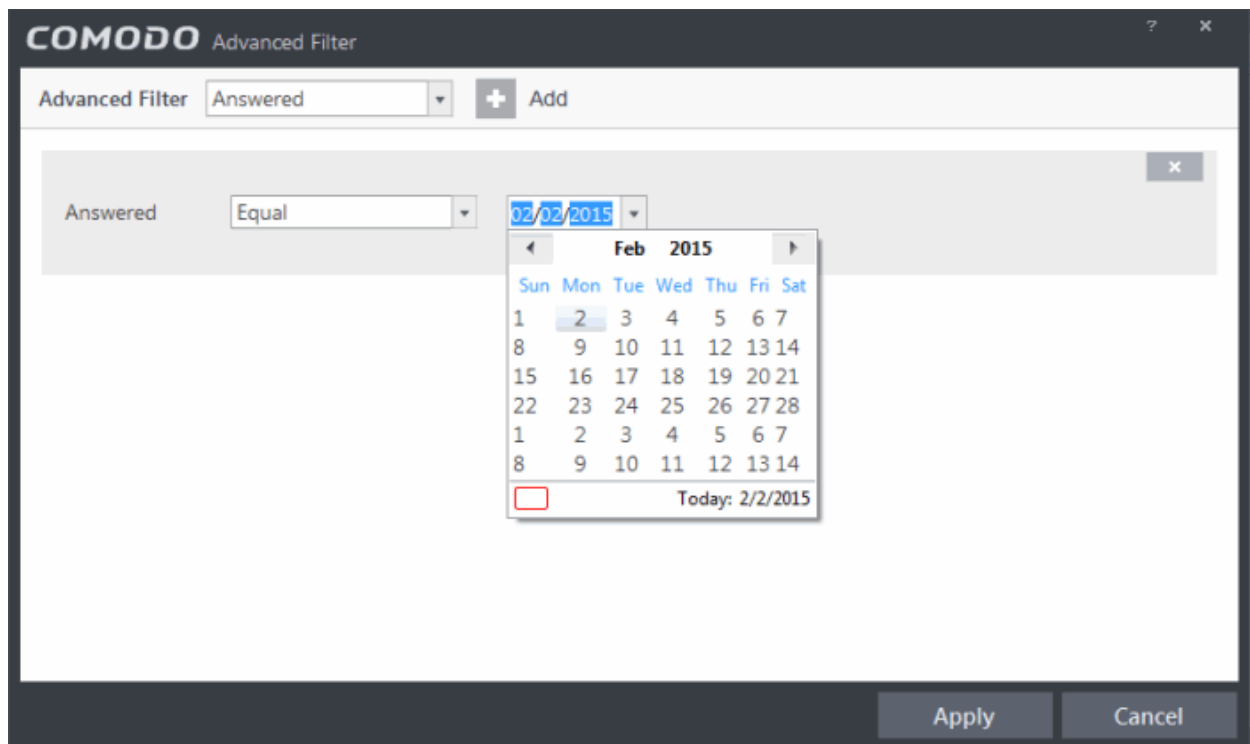 COMODO Advanced Filter ? ×
Advanced Filter Answered Add
Answered Equal 02/02/2015
Feb 2015
Sun Mon Tue Wed Thu Fri Sat
1 2 3 4 5 6 7
8 9 10 11 12 13 14
15 16 17 18 19 20 21
22 23 24 25 26 27 28
1 2 3 4 5 6 7
8 9 10 11 12 13 14
Today: 2/2/2015
Apply Cancel